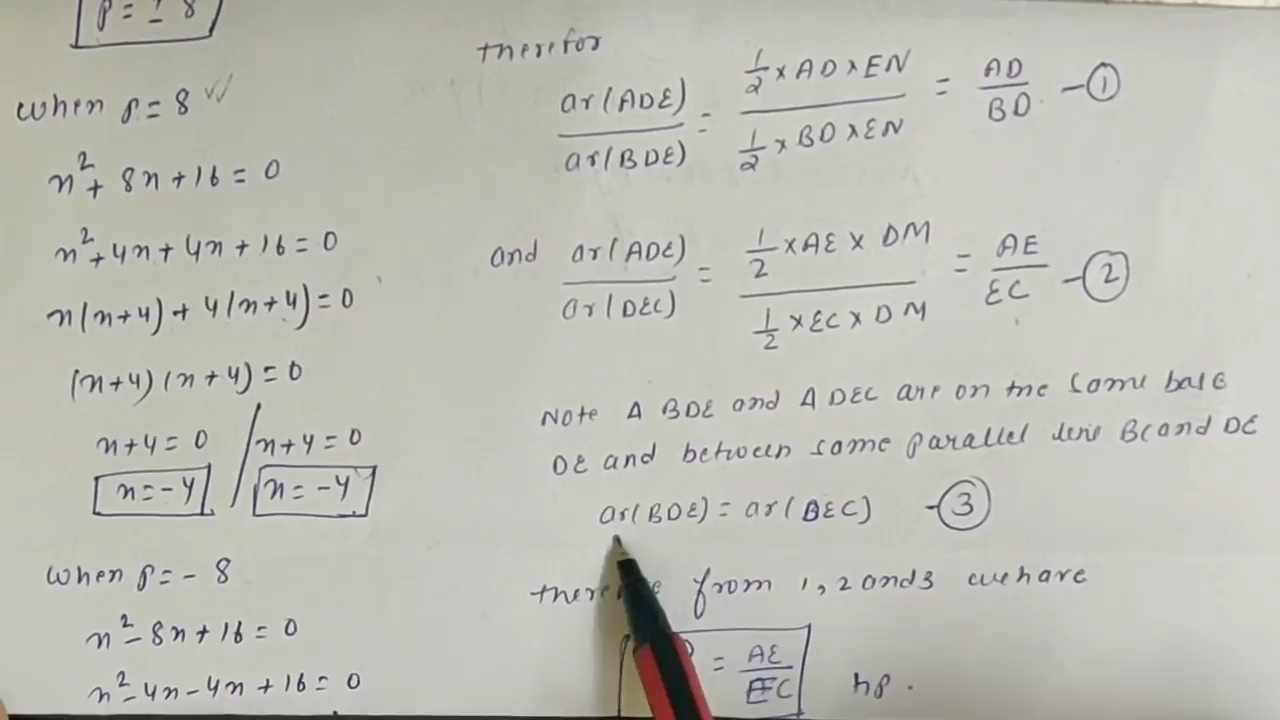 P = ± 8
when P = 8
n² + 8n + 16 = 0
n² + 4n + 4n + 16 = 0
n(n+4) + 4(n+4) = 0
(n+4) (n+4) = 0
n+4 = 0 / n+4 = 0
n = -4 n = -4
when P = - 8
n² - 8n + 16 = 0
n² - 4n - 4n + 16 = 0
therefor
ar(ADE) / ar(BDE) = ½ × AD × EN / ½ × BD × EN = AD / BD. - ①
and ar(ADE) / ar(DEC) = ½ × AE × DM / ½ × EC × DM = AE / EC - ②
Note Δ BDE and Δ DEC are on the same base
DE and between same parallel BC and DE
ar(BDE) = ar(BEC) - ③
from 1, 2 and 3 we have
= AE / EC hp.